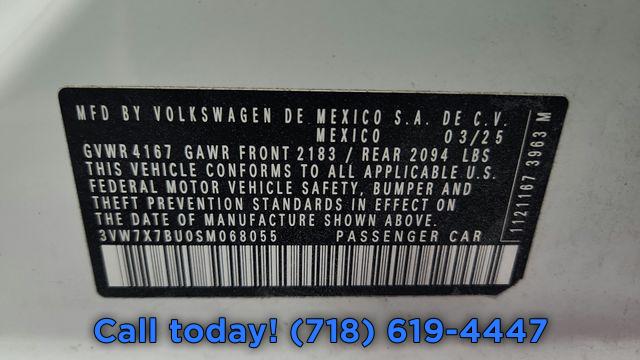 MFD BY VOLKSWAGEN DE MEXICO S.A. DE C.V.
MEXICO 03/25
GVWR 4167 GAWR FRONT 2183 / REAR 2094 LBS
THIS VEHICLE CONFORMS TO ALL APPLICABLE U.S.
FEDERAL MOTOR VEHICLE SAFETY, BUMPER AND
THEFT PREVENTION STANDARDS IN EFFECT ON
THE DATE OF MANUFACTURE SHOWN ABOVE.
3VW7X7BU0SM068055 PASSENGER CAR
1121167 3963 M
Call today! (718) 619-4447